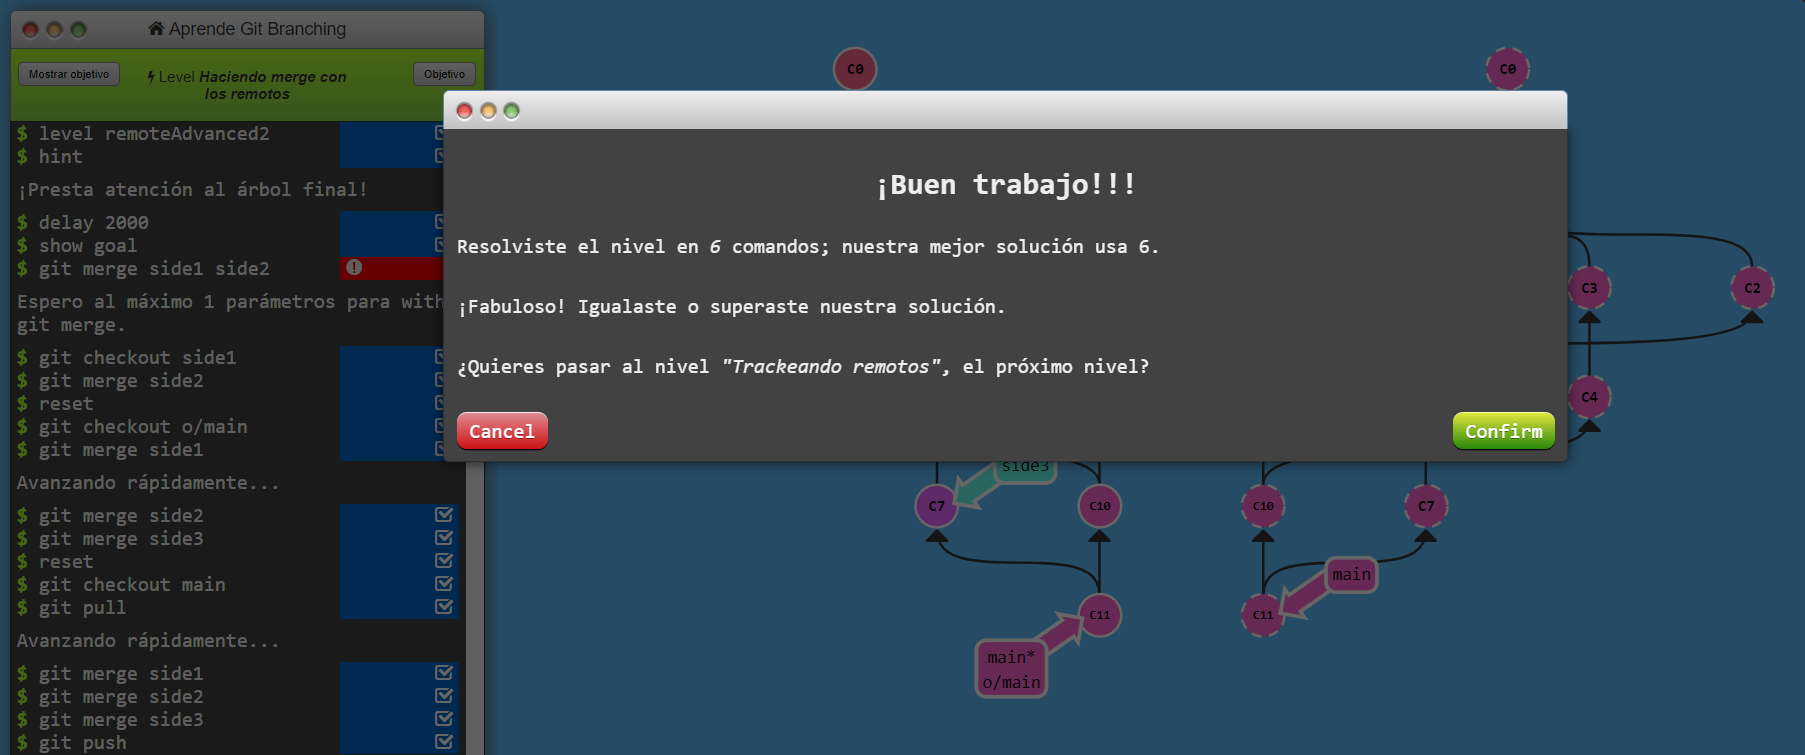 Aprende Git Branching
Mostrar objetivo
Level Haciendo merge con
los remotos
Objetivo
$ level remoteAdvanced2
$ hint
¡Presta atención al árbol final!
$ delay 2000
$ show goal
$ git merge side1 side2
Espero al máximo 1 parámetros para with
git merge.
$ git checkout side1
$ git merge side2
$ reset
$ git checkout o/main
$ git merge side1
Avanzando rápidamente...
$ git merge side2
$ git merge side3
$ reset
$ git checkout main
$ git pull
Avanzando rápidamente...
$ git merge side1
$ git merge side2
$ git merge side3
$ git push
C0
C0
¡Buen trabajo!!!
Resolviste el nivel en 6 comandos; nuestra mejor solución usa 6.
¡Fabuloso! Igualaste o superaste nuestra solución.
¿Quieres pasar al nivel "Trackeando remotos", el próximo nivel?
Cancel
Confirm
C3
C2
C4
side3
C7
C10
C10
C7
main
C11
C11
main*
o/main